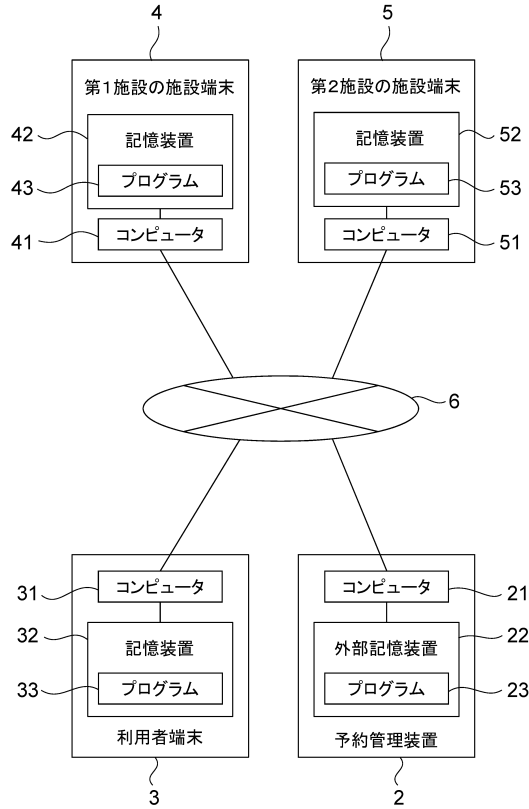 4
5
第1施設の施設端末
第2施設の施設端末
42
記憶装置
記憶装置
52
43
プログラム
プログラム
53
41
コンピュータ
コンピュータ
51
6
31
コンピュータ
コンピュータ
21
32
記憶装置
外部記憶装置
22
33
プログラム
プログラム
23
利用者端末
予約管理装置
3
2